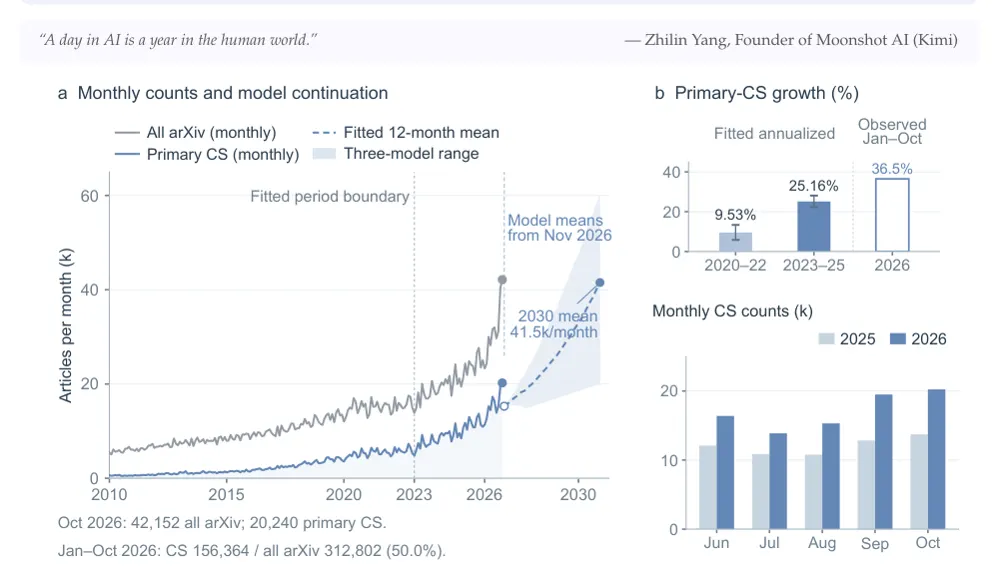 “A day in AI is a year in the human world.”
— Zhilin Yang, Founder of Moonshot AI (Kimi)
a Monthly counts and model continuation
All arXiv (monthly)
Primary CS (monthly)
Fitted 12-month mean
Three-model range
Articles per month (k)
60
40
20
0
Fitted period boundary
Model means
from Nov 2026
2030 mean
41.5k/month
2010
2015
2020
2023
2026
2030
Oct 2026: 42,152 all arXiv; 20,240 primary CS.
Jan–Oct 2026: CS 156,364 / all arXiv 312,802 (50.0%).
b Primary-CS growth (%)
Fitted annualized
Observed
Jan–Oct
40
20
0
9.53%
25.16%
36.5%
2020–22
2023–25
2026
Monthly CS counts (k)
2025
2026
20
10
0
Jun
Jul
Aug
Sep
Oct